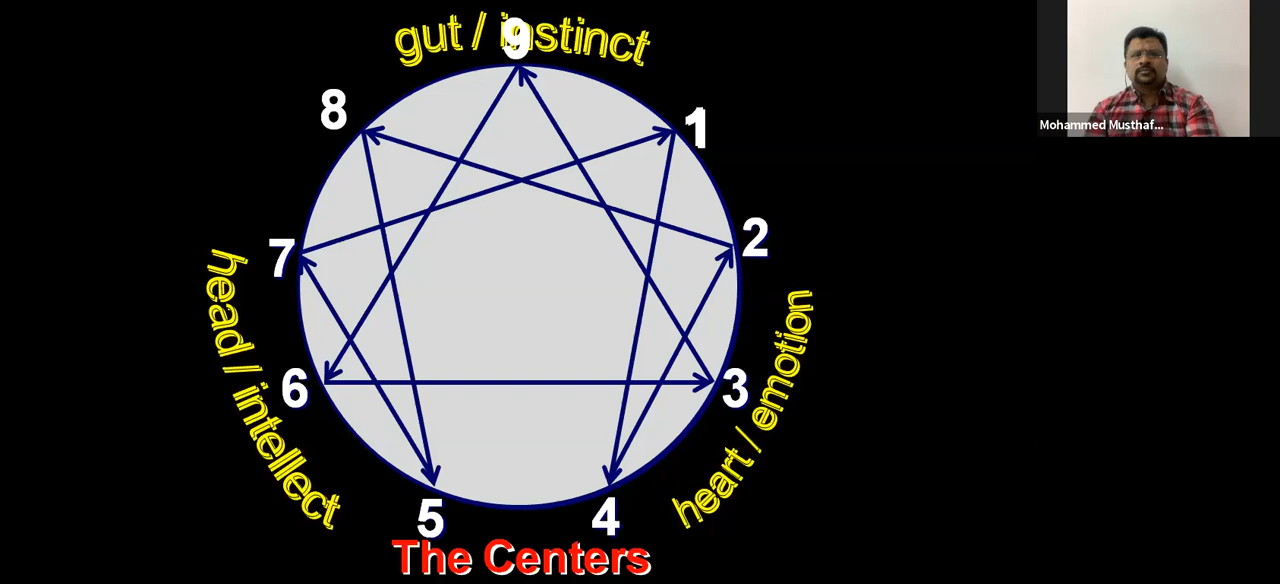 gut / instinct
9
8
1
7
2
head / intellect
6
3
heart / emotion
5
4
The Centers
Mohammed Musthaf...